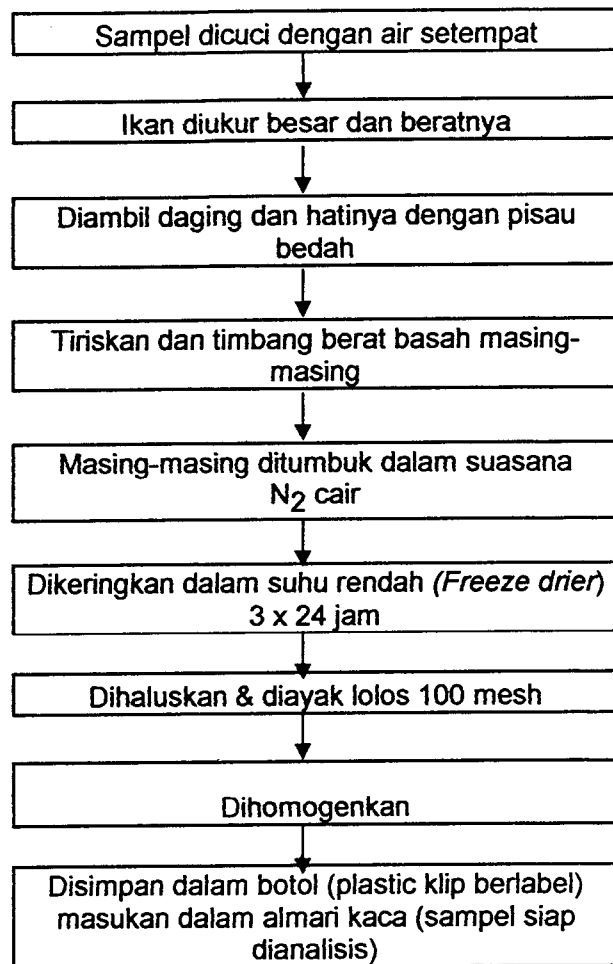 Sampel dicuci dengan air setempat
Ikan diukur besar dan beratnya
Diambil daging dan hatinya dengan pisau
bedah
Tiriskan dan timbang berat basah masing-
masing
Masing-masing ditumbuk dalam suasana
N2 cair
Dikeringkan dalam suhu rendah (Freeze drier)
3 x 24 jam
Dihaluskan & diayak lolos 100 mesh
Dihomogenkan
Disimpan dalam botol (plastic klip berlabel)
masukan dalam almari kaca (sampel siap
dianalisis)